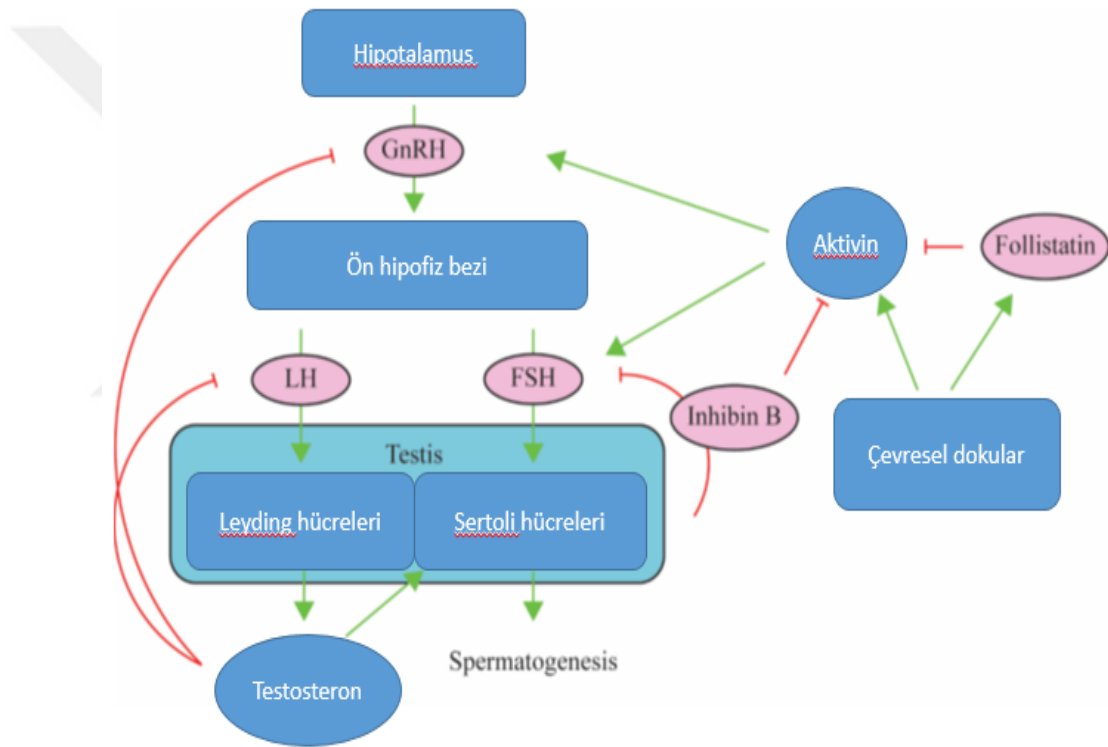 Hipotalamus
GnRH
Ön hipofiz bezi
Aktivin
Follistatin
LH
FSH
Inhibin B
Çevresel dokular
Testis
Leyding hücreleri
Sertoli hücreleri
Spermatogenesis
Testosteron